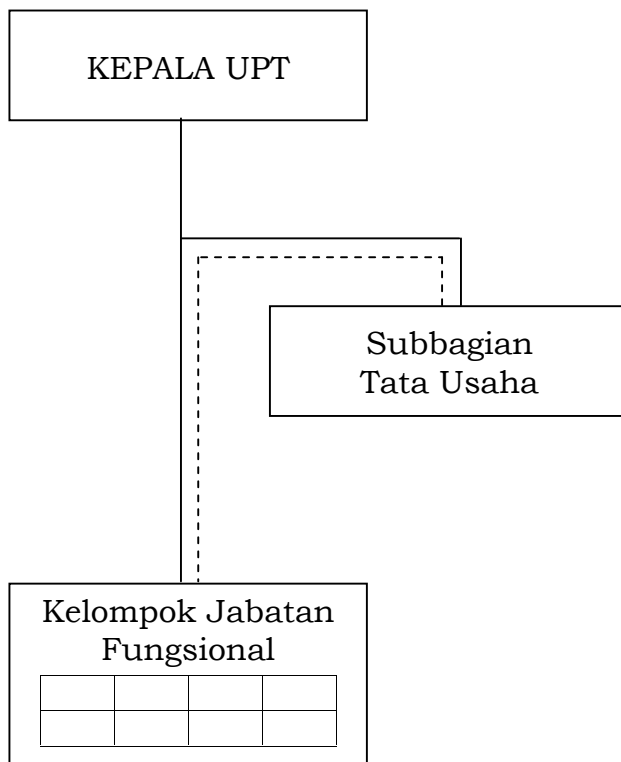 KEPALA UPT
Subbagian
Tata Usaha
Kelompok Jabatan
Fungsional